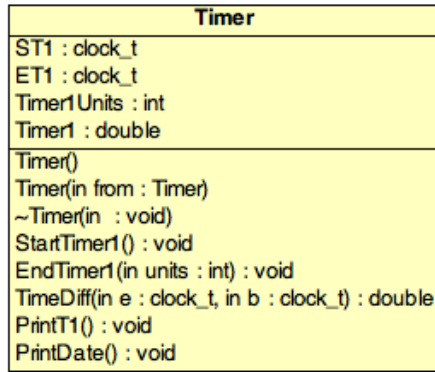 Timer
ST1 : clock_t
ET1 : clock_t
Timer1Units : int
Timer1 : double
Timer()
Timer(in from : Timer)
~Timer(in : void)
StartTimer1() : void
EndTimer1(in units : int) : void
TimeDiff(in e : clock_t, in b : clock_t) : double
PrintT1() : void
PrintDate() : void